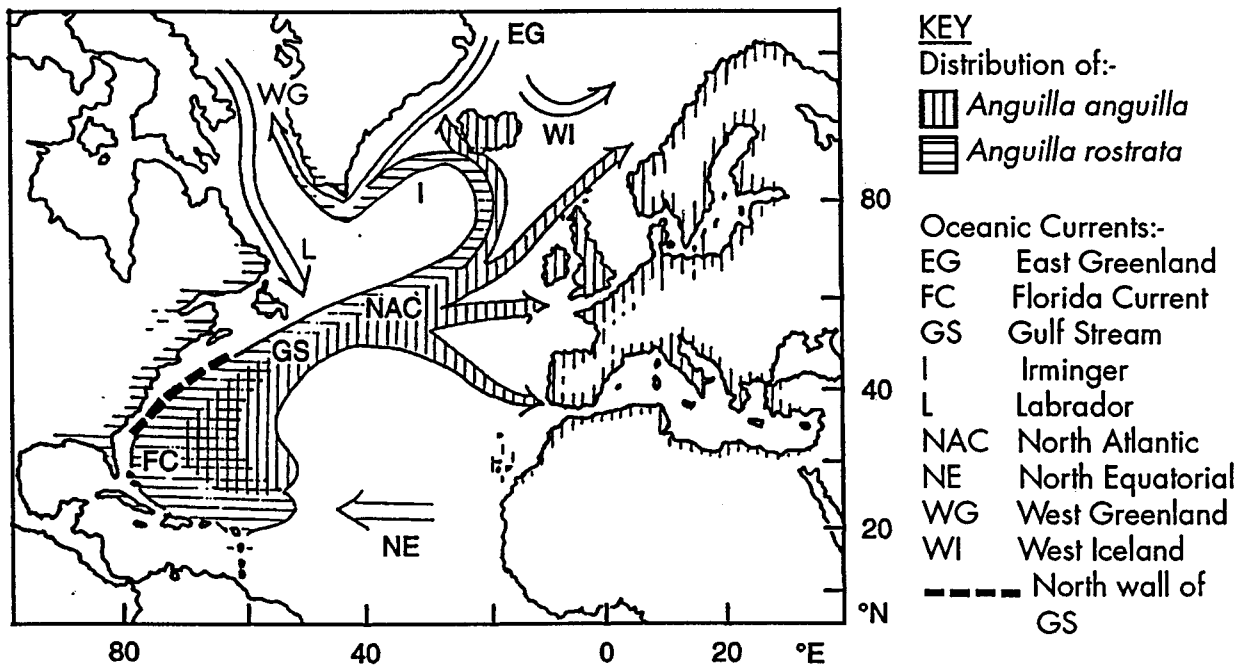 EG
WG
WI
I
L
NAC
GS
FC
NE
80
40
20
°N
80 40 20 0 20 °E
KEY
Distribution of:-
Anguilla anguilla
Anguilla rostrata
Oceanic Currents:-
EG East Greenland
FC Florida Current
GS Gulf Stream
I Irminger
L Labrador
NAC North Atlantic
NE North Equatorial
WG West Greenland
WI West Iceland
North wall of
GS